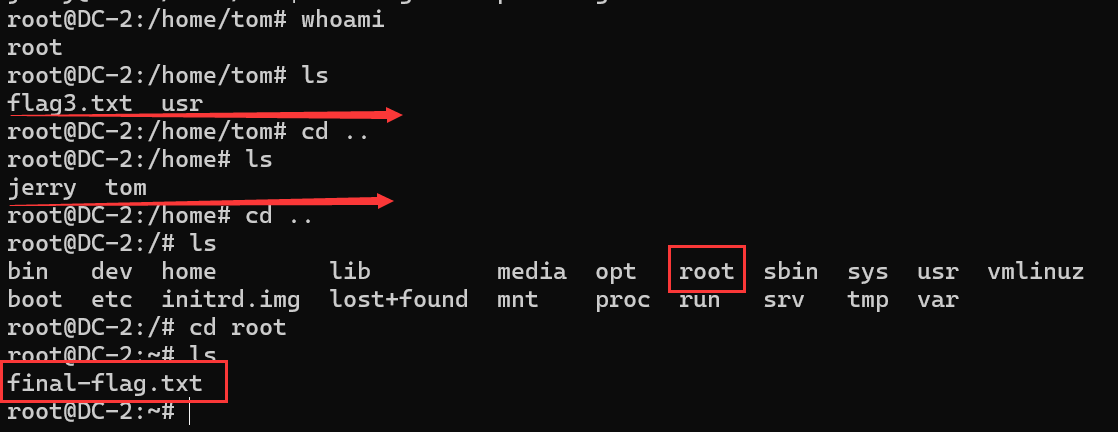 root@DC-2:/home/tom# whoami
root
root@DC-2:/home/tom# ls
flag3.txt  usr
root@DC-2:/home/tom# cd ..
root@DC-2:/home# ls
jerry  tom
root@DC-2:/home# cd ..
root@DC-2:/# ls
bin   dev  home        lib         media  opt   root  sbin  sys  usr  vmlinuz
boot  etc  initrd.img  lost+found  mnt    proc  run   srv   tmp  var
root@DC-2:/# cd root
root@DC-2:~# ls
final-flag.txt
root@DC-2:~#